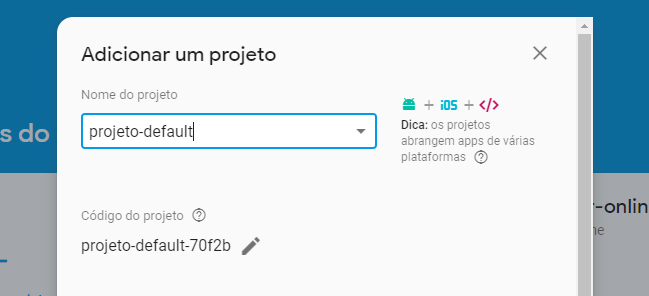 Adicionar um projeto
Nome do projeto
projeto-default
+ iOS + </>
Dica: os projetos
abrangem apps de várias
plataformas ?
Código do projeto ?
projeto-default-70f2b
s do
r-onlin
ne